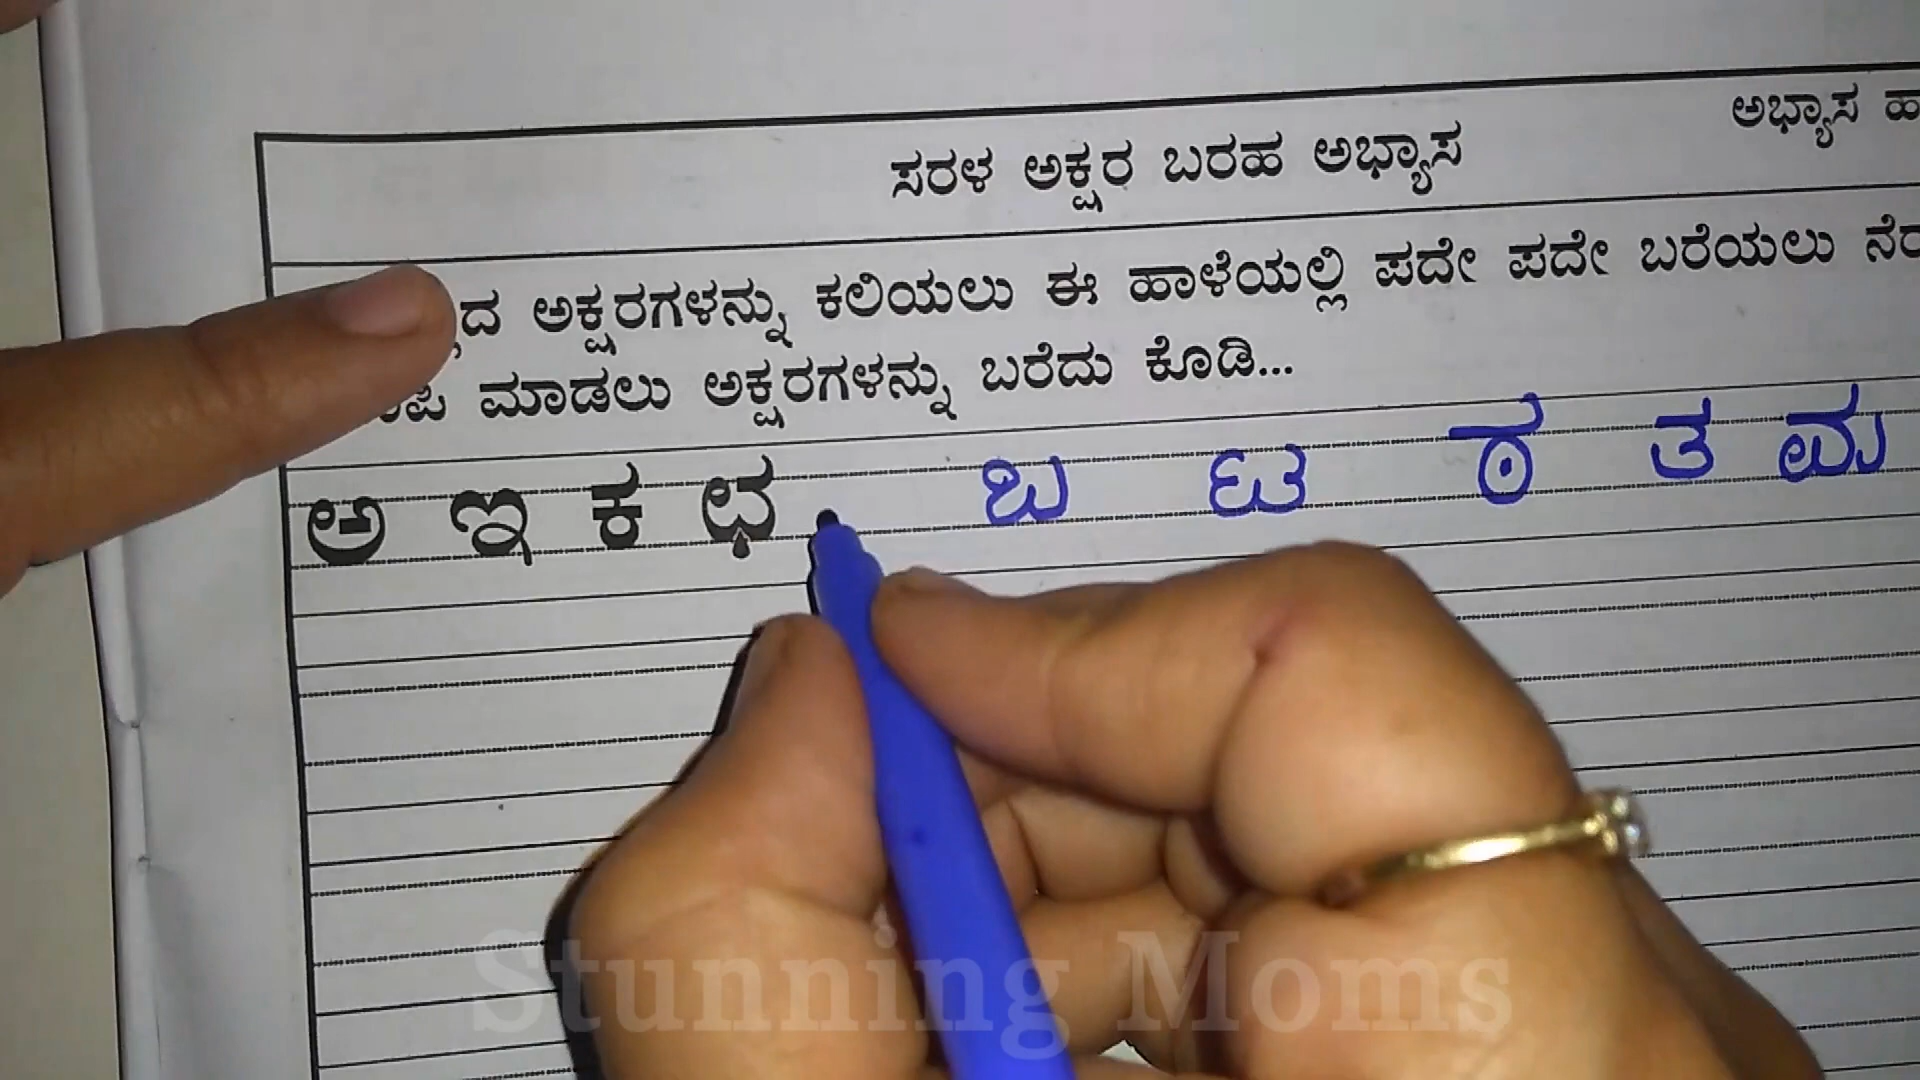 ಅಭ್ಯಾಸ
ಸರಳ ಅಕ್ಷರ ಬರಹ ಅಭ್ಯಾಸ
ಅಕ್ಷರಗಳನ್ನು ಕಲಿಯಲು ಈ ಹಾಳೆಯಲ್ಲಿ ಪದೇ ಪದೇ ಬರೆಯಲು
ಮಾಡಲು ಅಕ್ಷರಗಳನ್ನು ಬರೆದು ಕೊಡಿ...
ಅ ಇ ಕ ಛ ಬ ಟ ಠ ತ ಮ
Stunning Moms